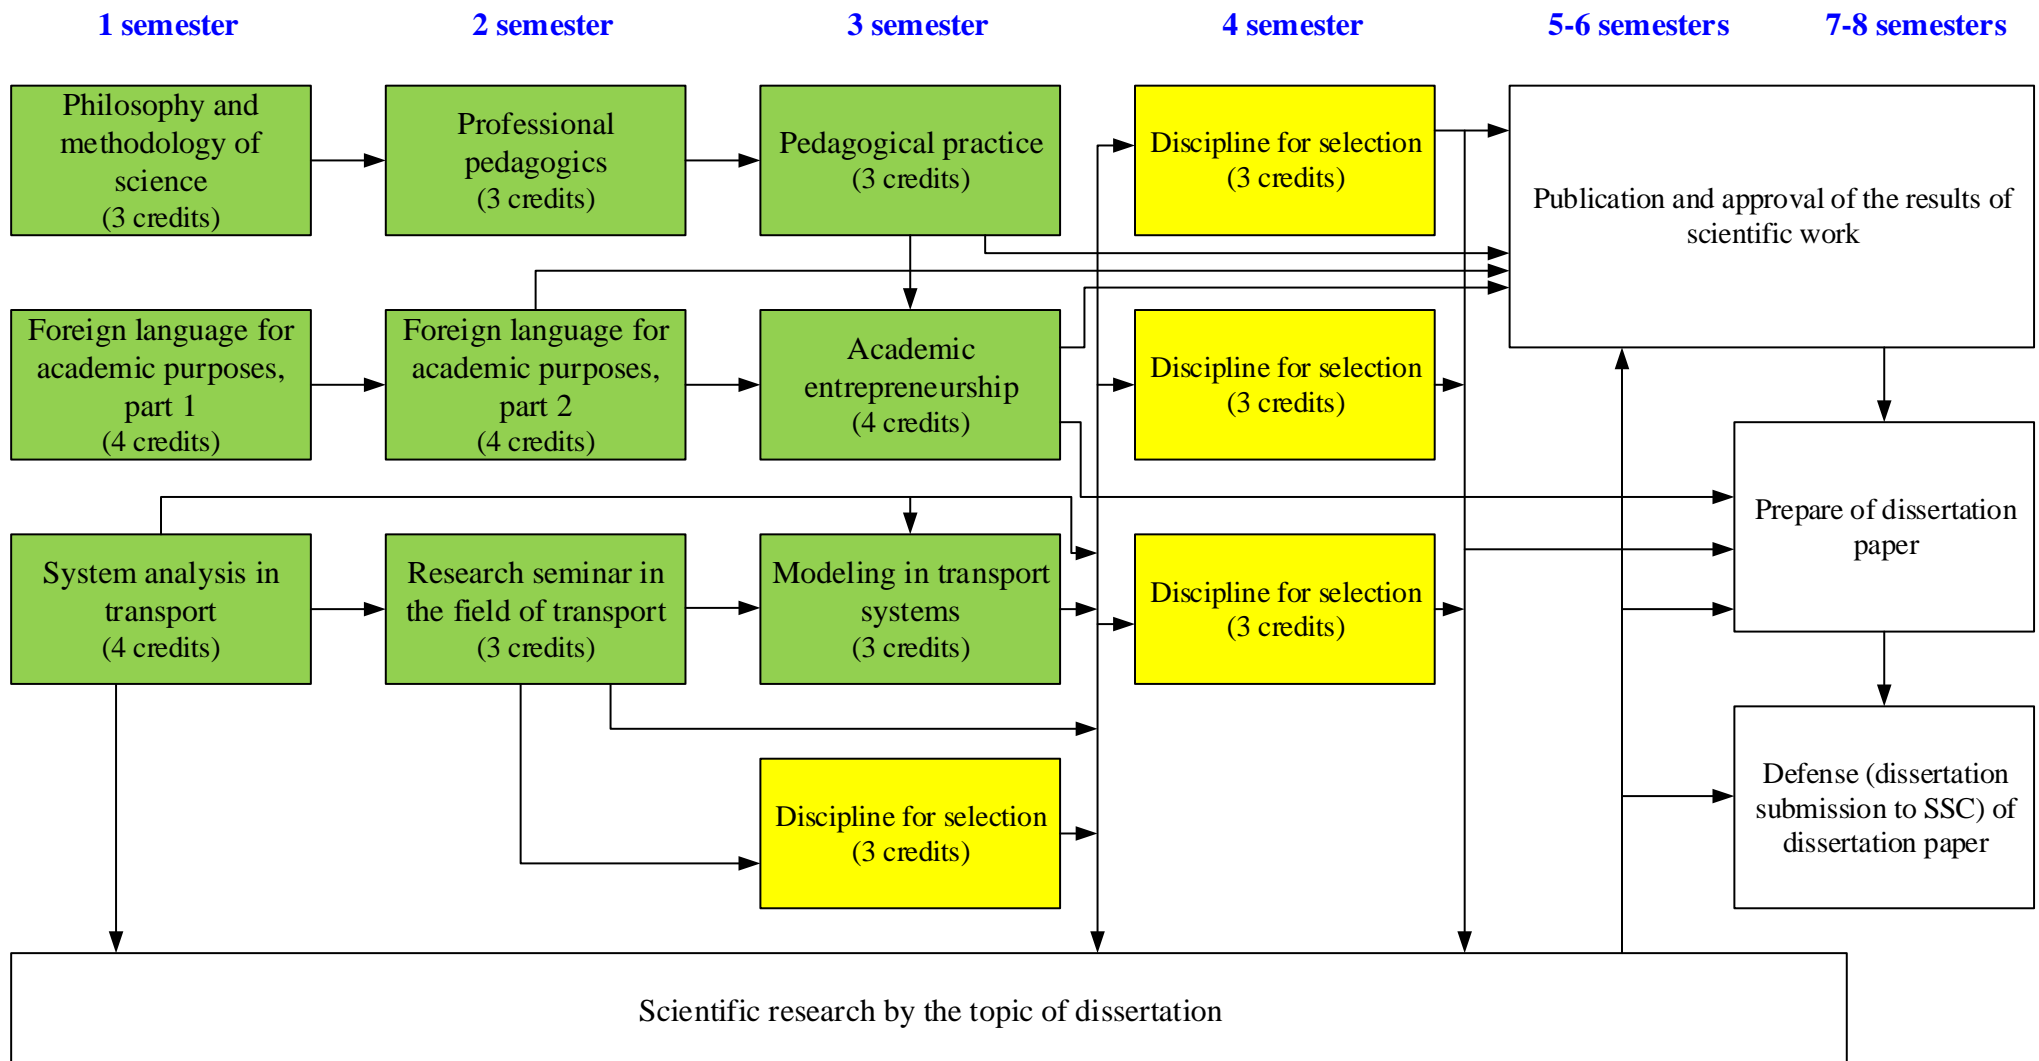 1 semester
2 semester
3 semester
4 semester
5-6 semesters
7-8 semesters
Philosophy and
methodology of
science
(3 credits)
Professional
pedagogics
(3 credits)
Pedagogical practice
(3 credits)
Discipline for selection
(3 credits)
Publication and approval of the results of
scientific work
Foreign language for
academic purposes,
part 1
(4 credits)
Foreign language for
academic purposes,
part 2
(4 credits)
Academic
entrepreneurship
(4 credits)
Discipline for selection
(3 credits)
Prepare of dissertation
paper
System analysis in
transport
(4 credits)
Research seminar in
the field of transport
(3 credits)
Modeling in transport
systems
(3 credits)
Discipline for selection
(3 credits)
Discipline for selection
(3 credits)
Defense (dissertation
submission to SSC) of
dissertation paper
Scientific research by the topic of dissertation